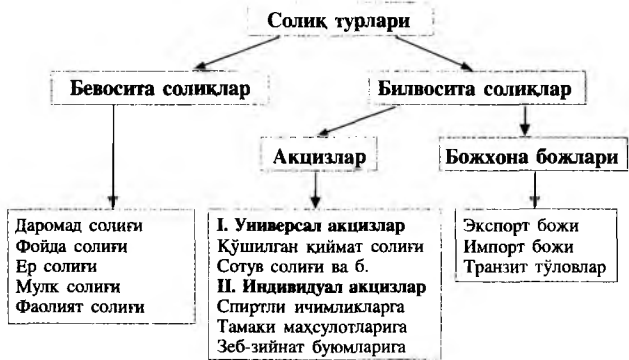 Солиқ турлари
Бевосита солиқлар
Билвосита солиқлар
Акцизлар
Божхона божлари
Даромад солиғи
Фойда солиғи
Ер солиғи
Мулк солиғи
Фаолият солиғи
I. Универсал акцизлар
Қўшилган қиймат солиғи
Сотув солиғи ва б.
II. Индивидуал акцизлар
Спиртли ичимликларга
Тамаки маҳсулотларига
Зеб-зийнат буюмларига
Экспорт божи
Импорт божи
Транзит тўловлар